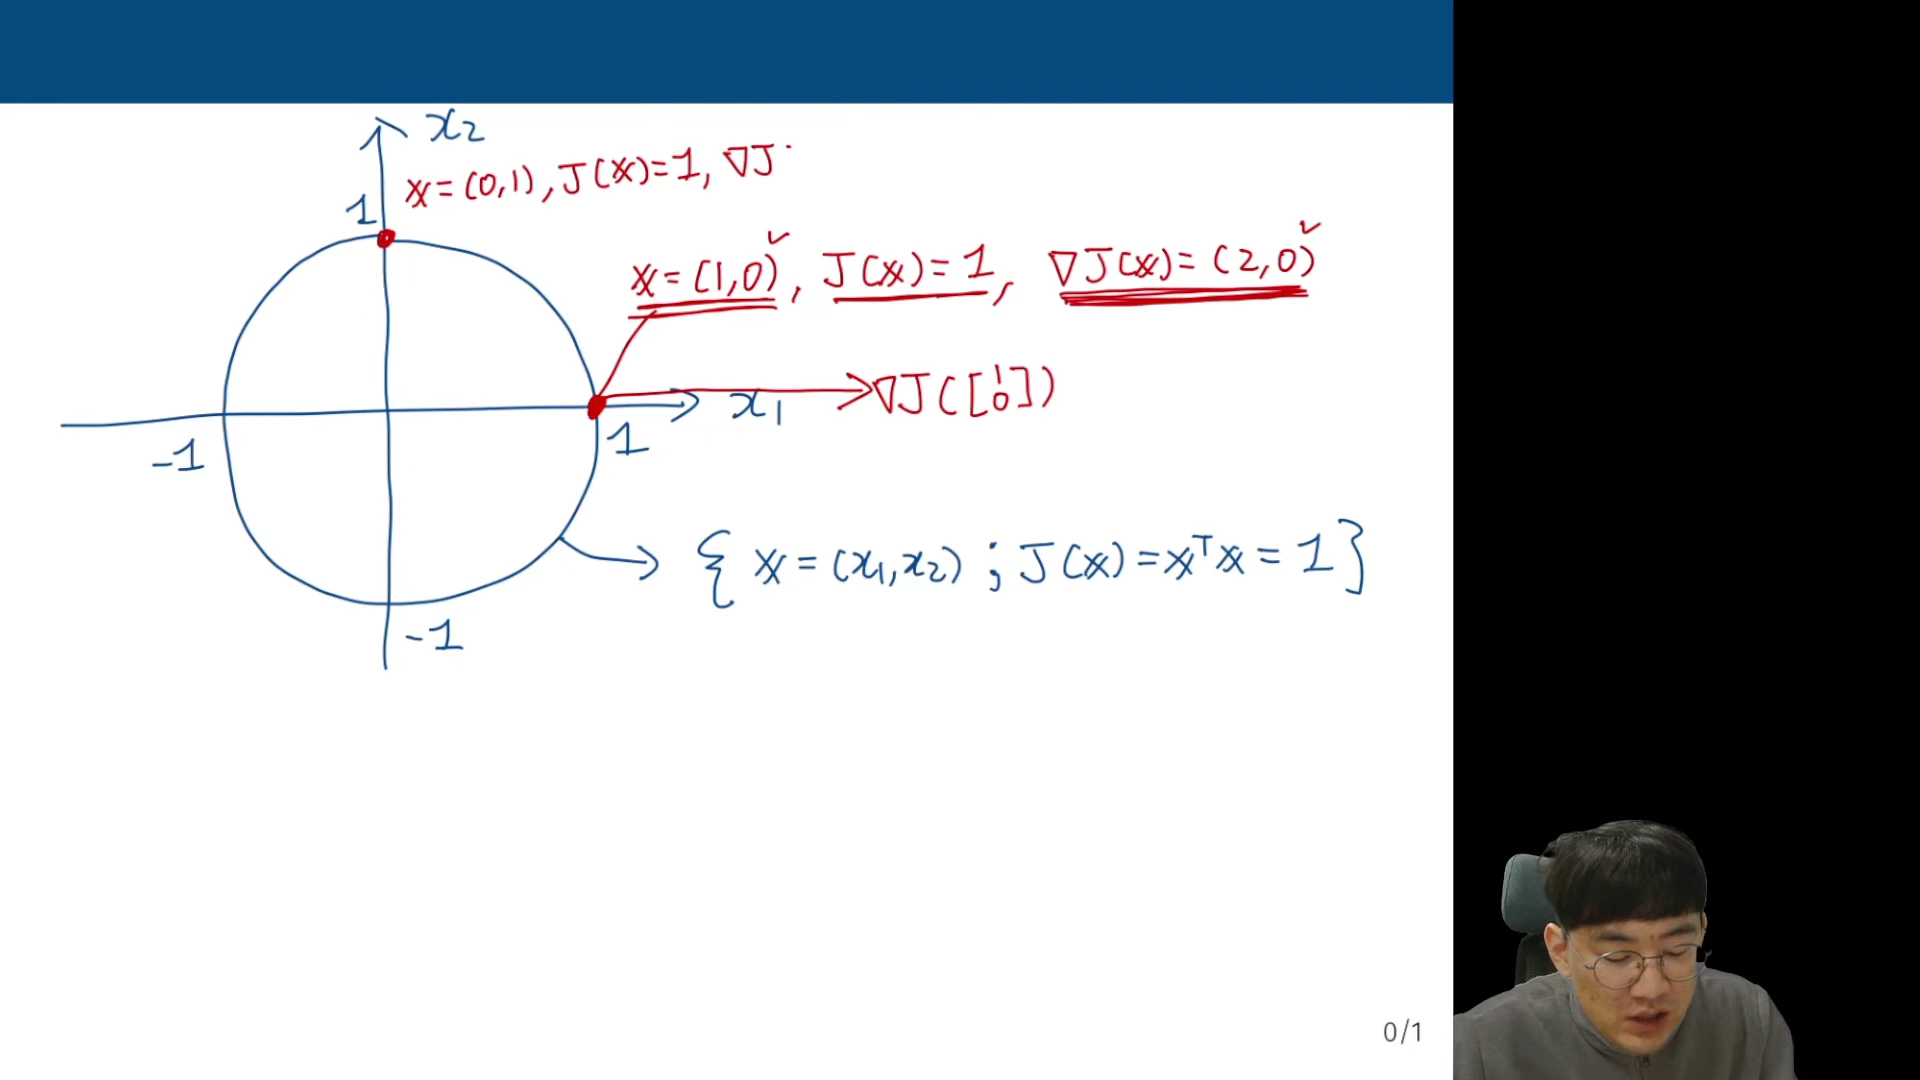 x₂
x = (0,1), J(x) = 1, ∇J
1
x = (1,0), J(x) = 1, ∇J(x) = (2,0)
∇J([1 0])
x₁
-1
1
{ x = (x₁, x₂) ; J(x) = xᵀx = 1 }
-1
0/1